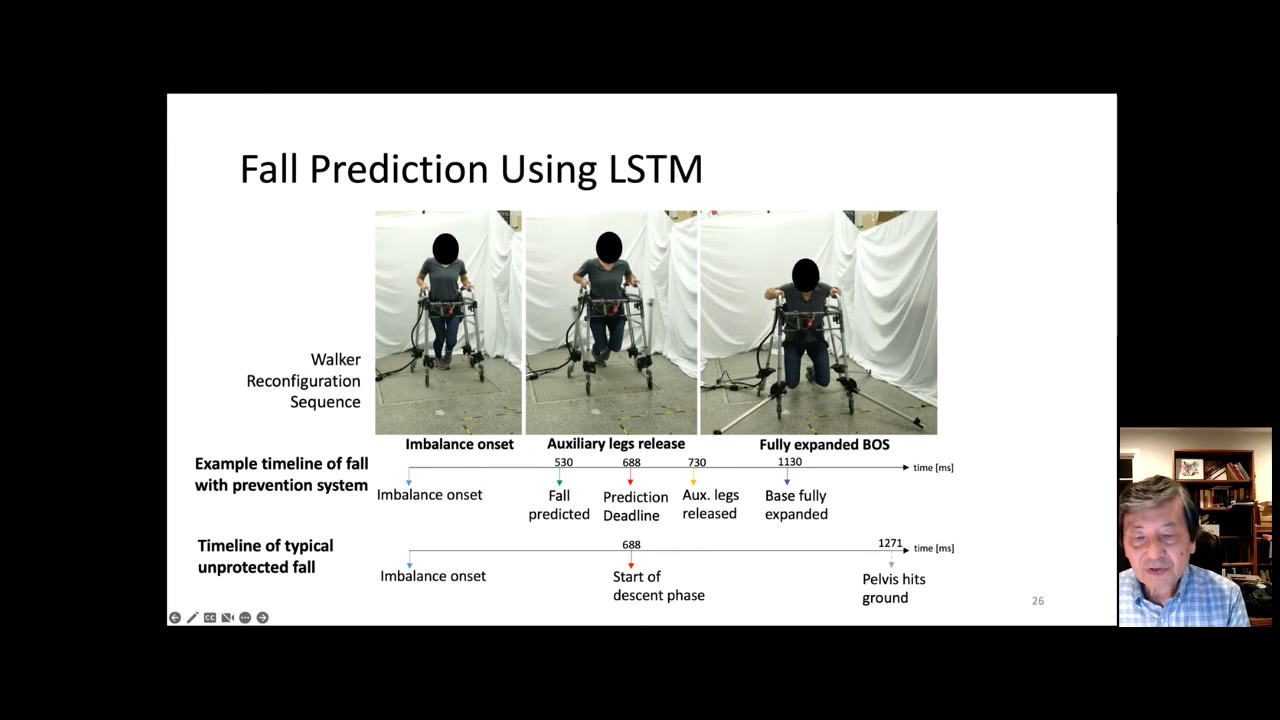 Fall Prediction Using LSTM
Walker
Reconfiguration
Sequence
Imbalance onset
Auxiliary legs release
Fully expanded BOS
Example timeline of fall
with prevention system
530
688
730
1130
time [ms]
Imbalance onset
Fall
predicted
Prediction
Deadline
Aux. legs
released
Base fully
expanded
Timeline of typical
unprotected fall
688
1271
time [ms]
Imbalance onset
Start of
descent phase
Pelvis hits
ground
26
CC